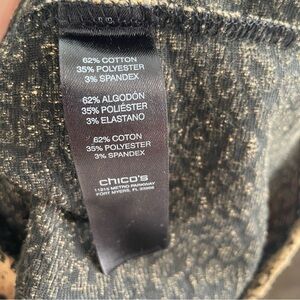 62% COTTON
35% POLYESTER
3% SPANDEX
62% ALGODÓN
35% POLIÉSTER
3% ELASTANO
62% COTON
35% POLYESTER
3% SPANDEX
chico's
11215 METRO PARKWAY
FORT MYERS, FL 33966